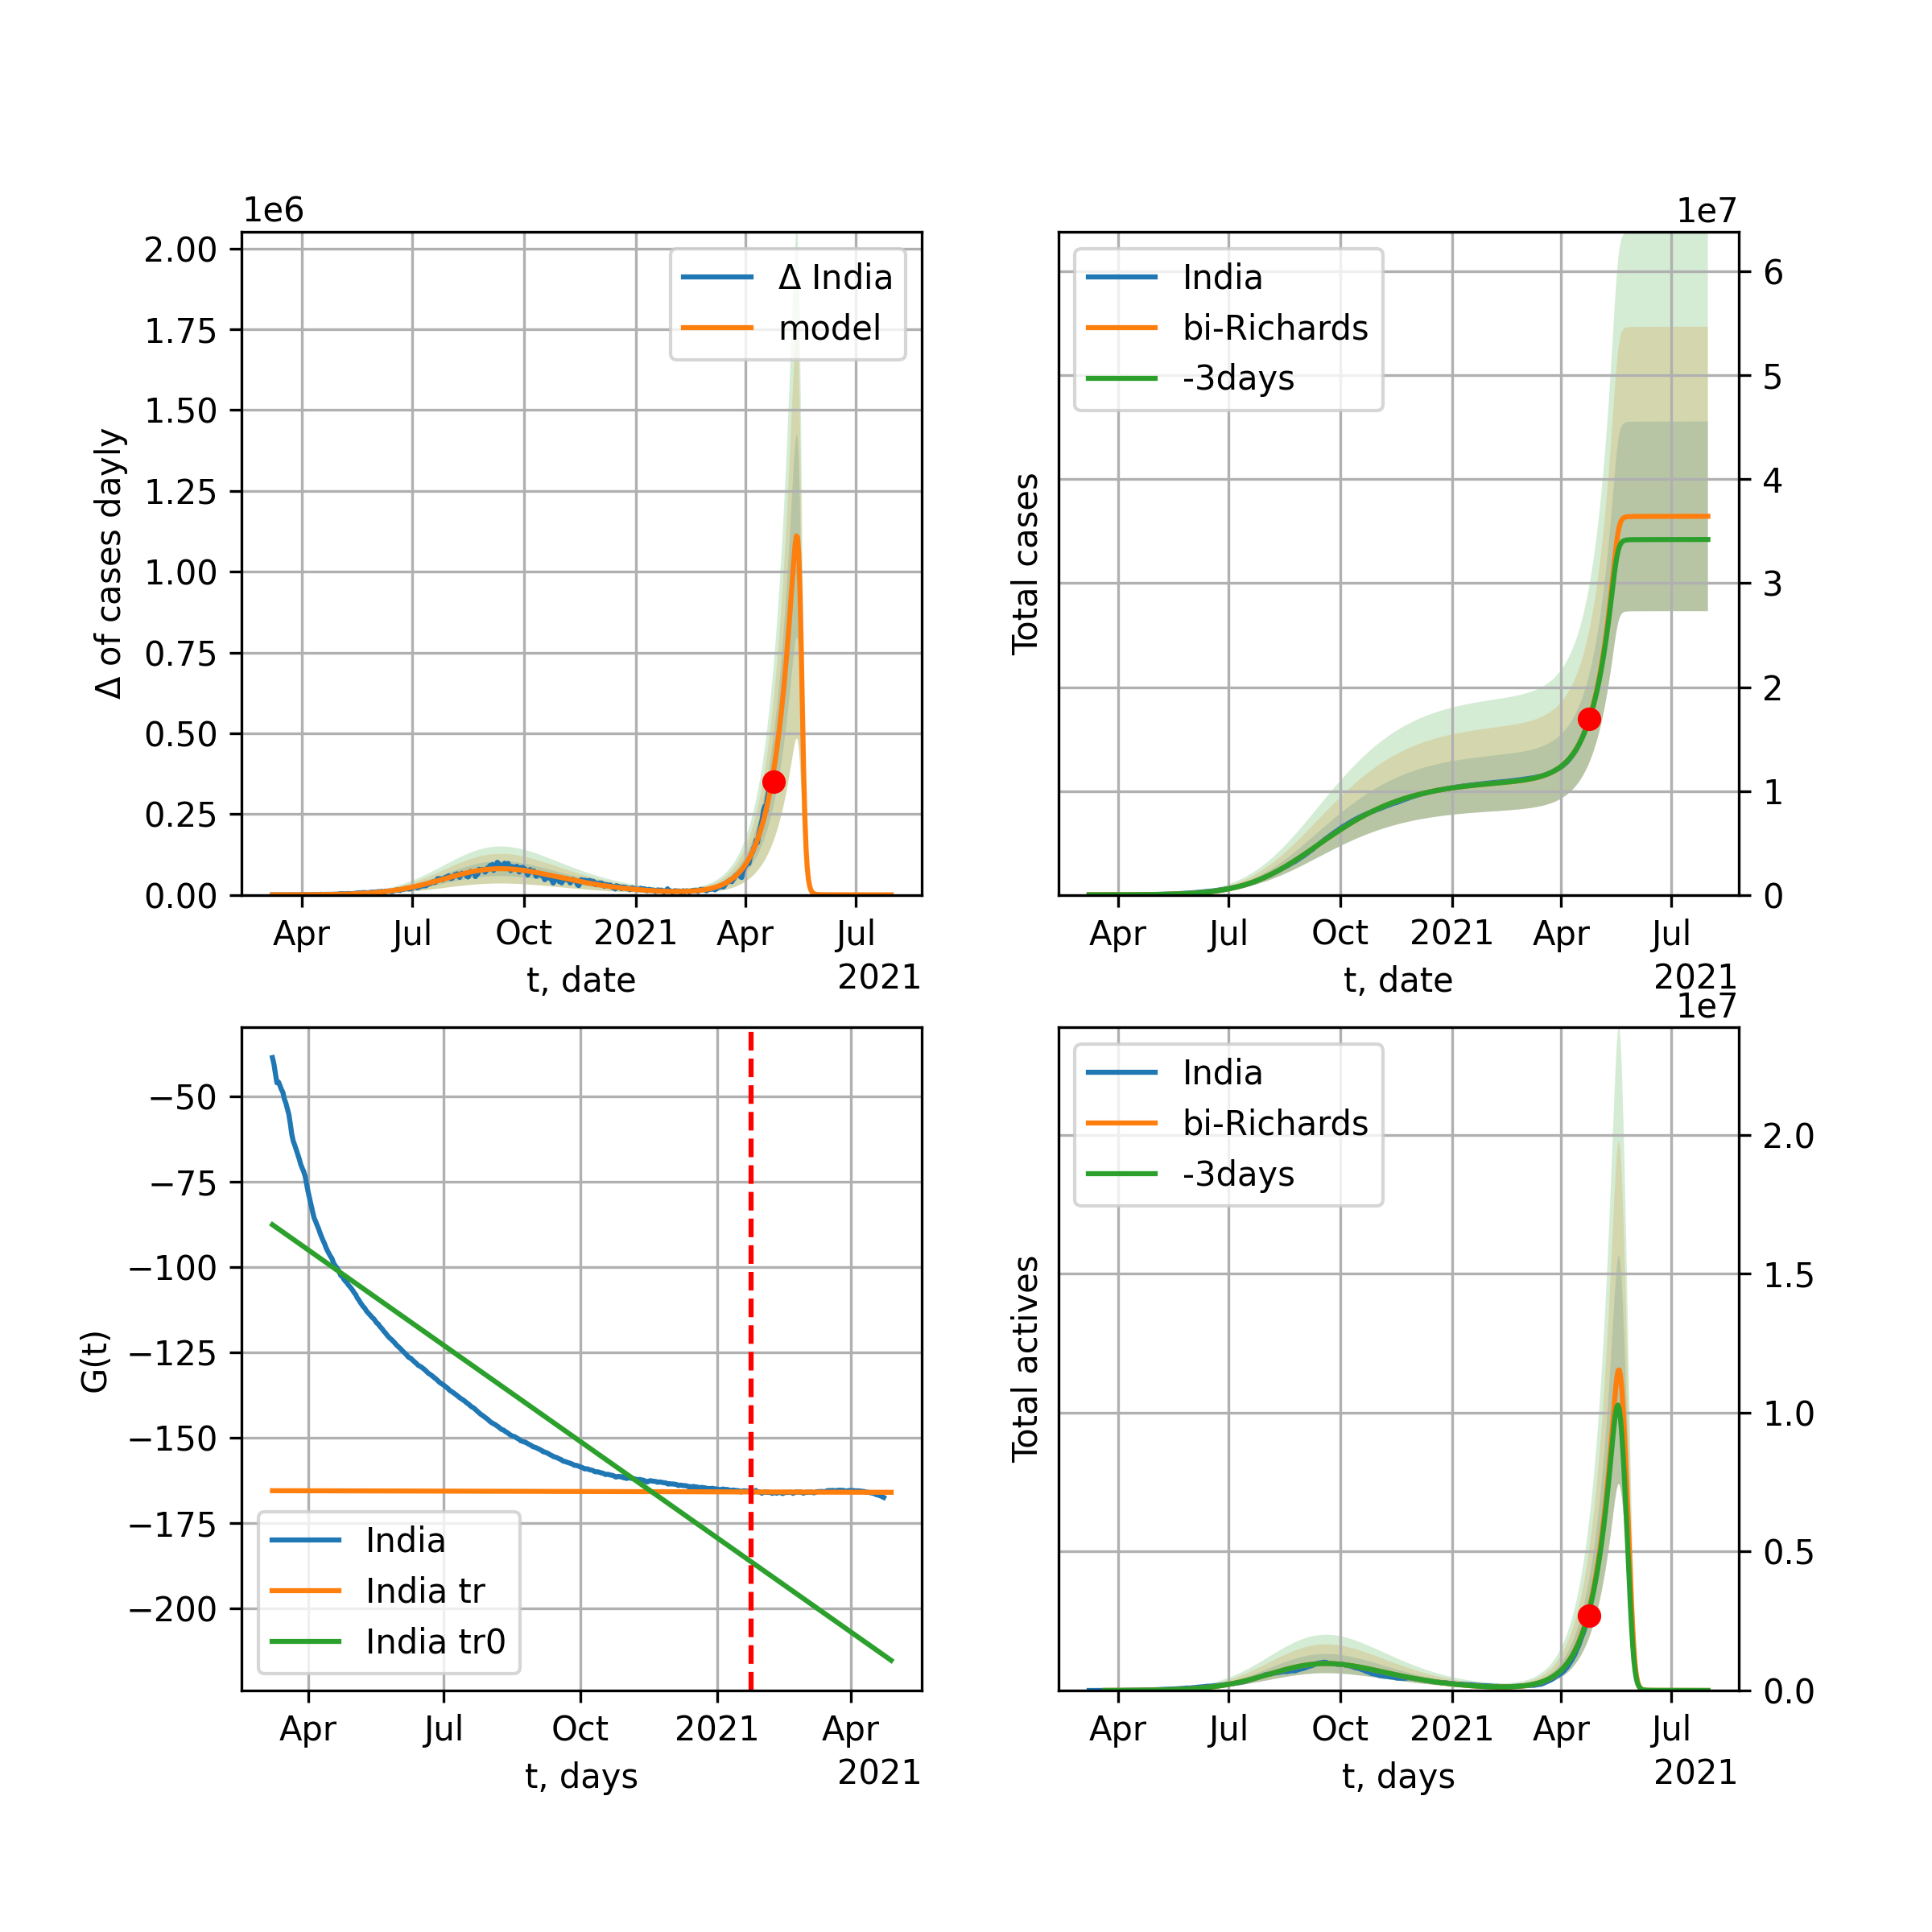 1e6
2.00
1.75
1.50
1.25
1.00
0.75
0.50
0.25
0.00
Δ of cases dayly
Δ India
model
Apr Jul Oct 2021 Apr Jul
2021
t, date
1e7
6
5
4
3
2
1
0
Total cases
India
bi-Richards
-3days
Apr Jul Oct 2021 Apr Jul
2021
t, date
−50
−75
−100
−125
−150
−175
−200
G(t)
India
India tr
India tr0
Apr Jul Oct 2021 Apr
2021
t, days
1e7
2.0
1.5
1.0
0.5
0.0
Total actives
India
bi-Richards
-3days
Apr Jul Oct 2021 Apr Jul
2021
t, days